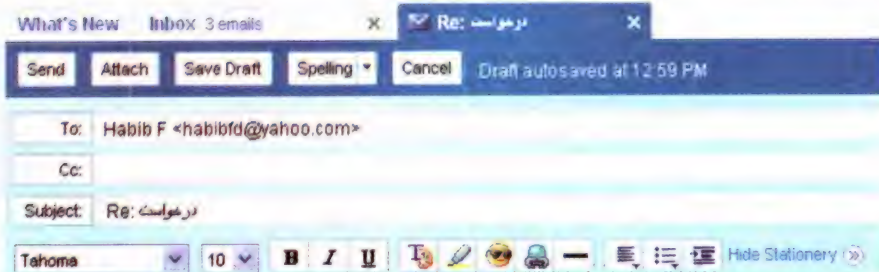 What's New Inbox 3 emails × Re: درخواست ×
Send Attach Save Draft Spelling Cancel Draft autosaved at 12:59 PM
To: Habib F <habibfd@yahoo.com>
Cc:
Subject: Re: درخواست
Tahoma 10 B I U Hide Stationery